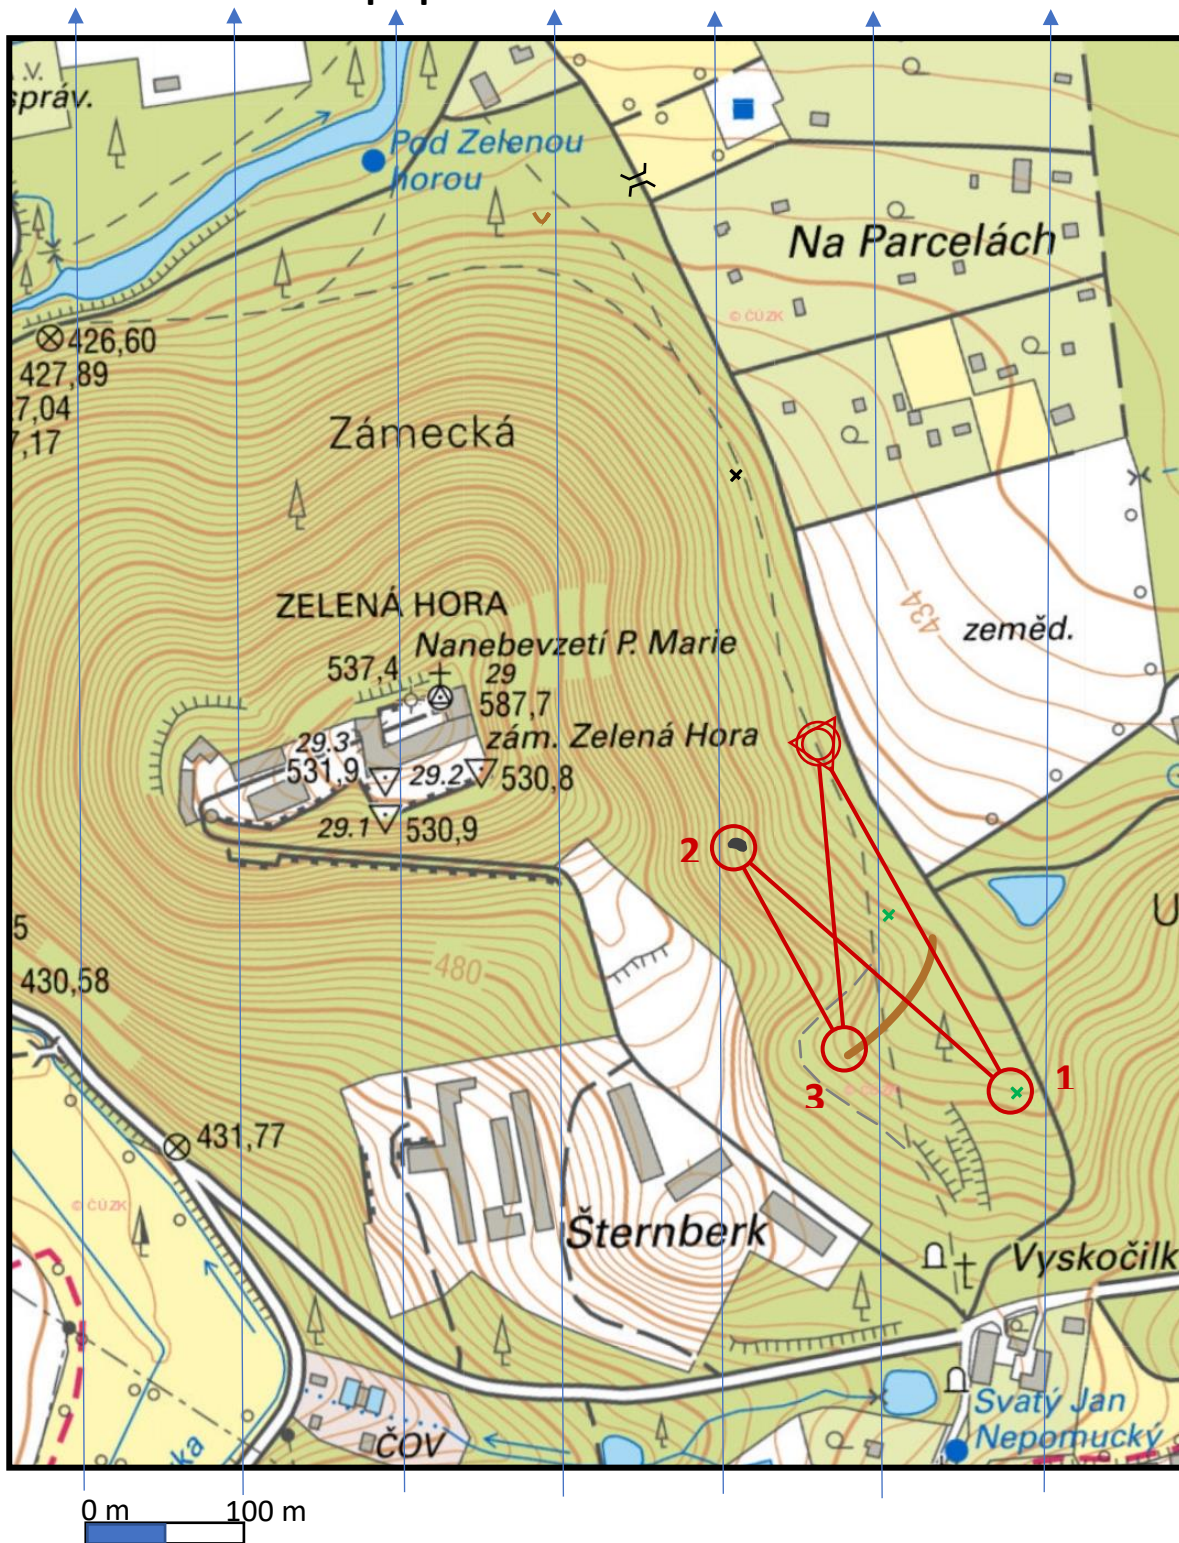 . v.
správ.
Pod Zelenou
horou
Na Parcelách
© ČÚZK
426,60
427,89
7,04
7,17
Zámecká
434
zeměd.
ZELENÁ HORA
Nanebevzetí P. Marie
537,4
29
587,7
zám. Zelená Hora
29.3
531,9
29.2
530,8
29.1
530,9
2
5
480
U
430,58
3
1
431,77
© ČÚZK
Šternberk
Vyskočilk
Svatý Jan
Nepomucký
ČOV
ka
0 m
100 m